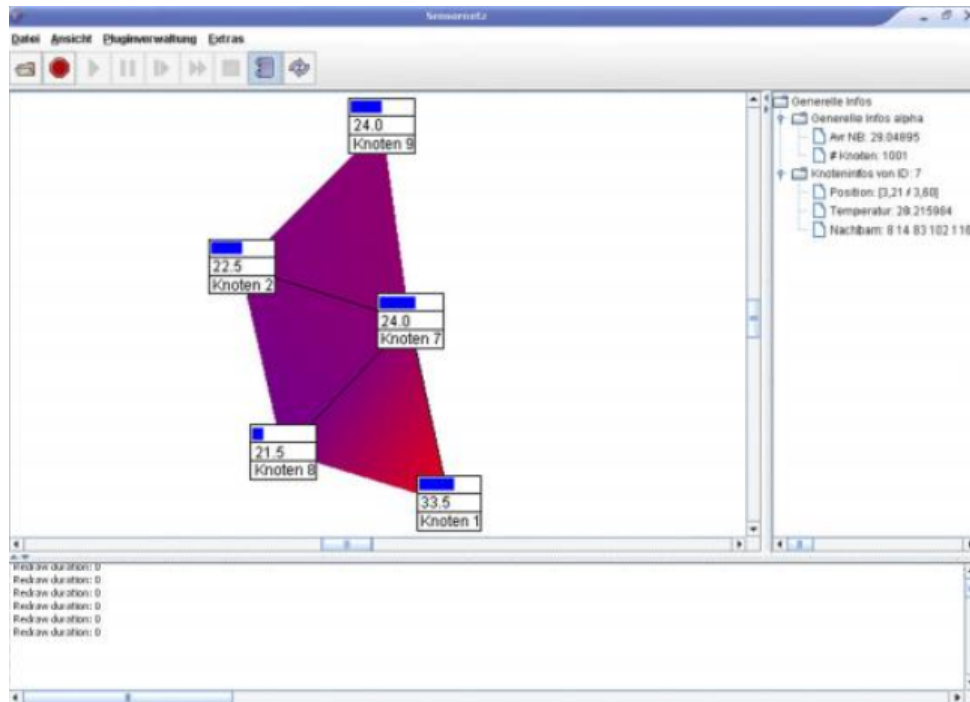 Sensornetz
Datei Ansicht Pluginverwaltung Extras
24.0
Knoten 9
22.5
Knoten 2
24.0
Knoten 7
21.5
Knoten 8
33.5
Knoten 1
Generelle Infos
Generelle Infos alpha
Avr NB: 29.04895
# Knoten: 1001
Knoteninfos von ID: 7
Position: [3,21 / 3,60]
Temperatur: 28.215984
Nachbarn: 8 14 83 102 116
Redraw duration: 0
Redraw duration: 0
Redraw duration: 0
Redraw duration: 0
Redraw duration: 0
Redraw duration: 0